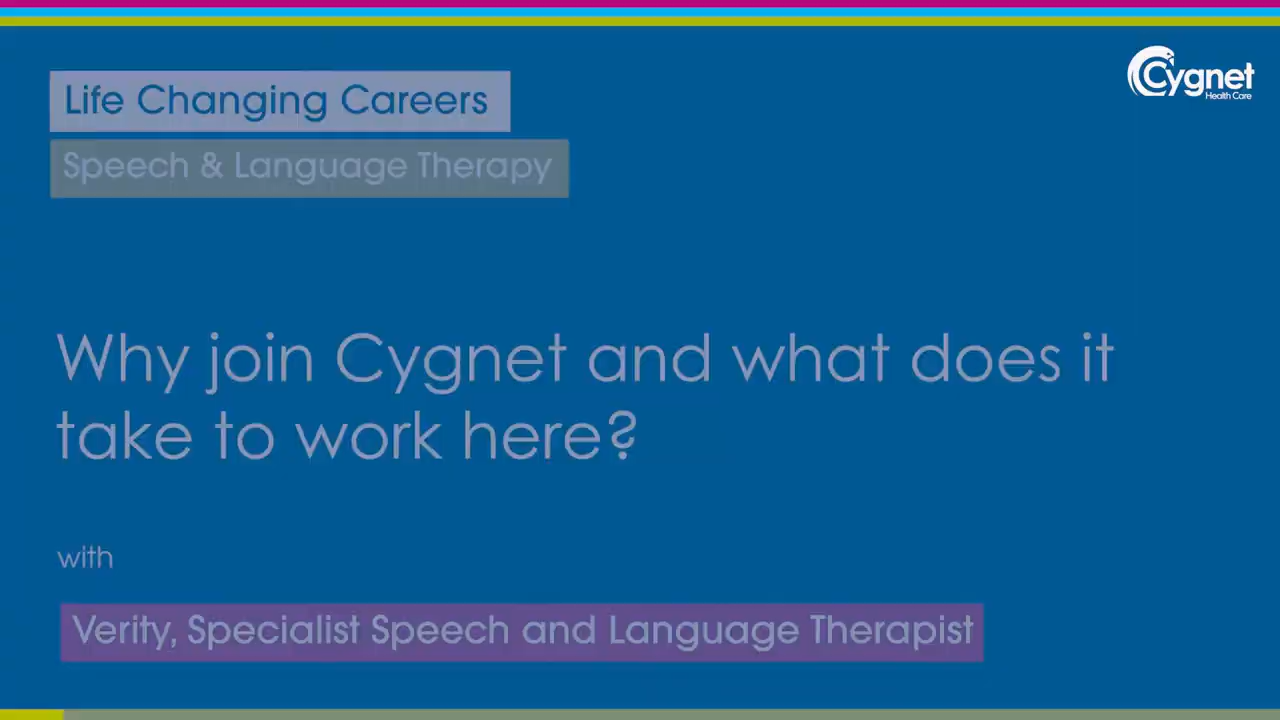 Cygnet
Health Care
Life Changing Careers
Speech & Language Therapy
Why join Cygnet and what does it
take to work here?
with
Verity, Specialist Speech and Language Therapist